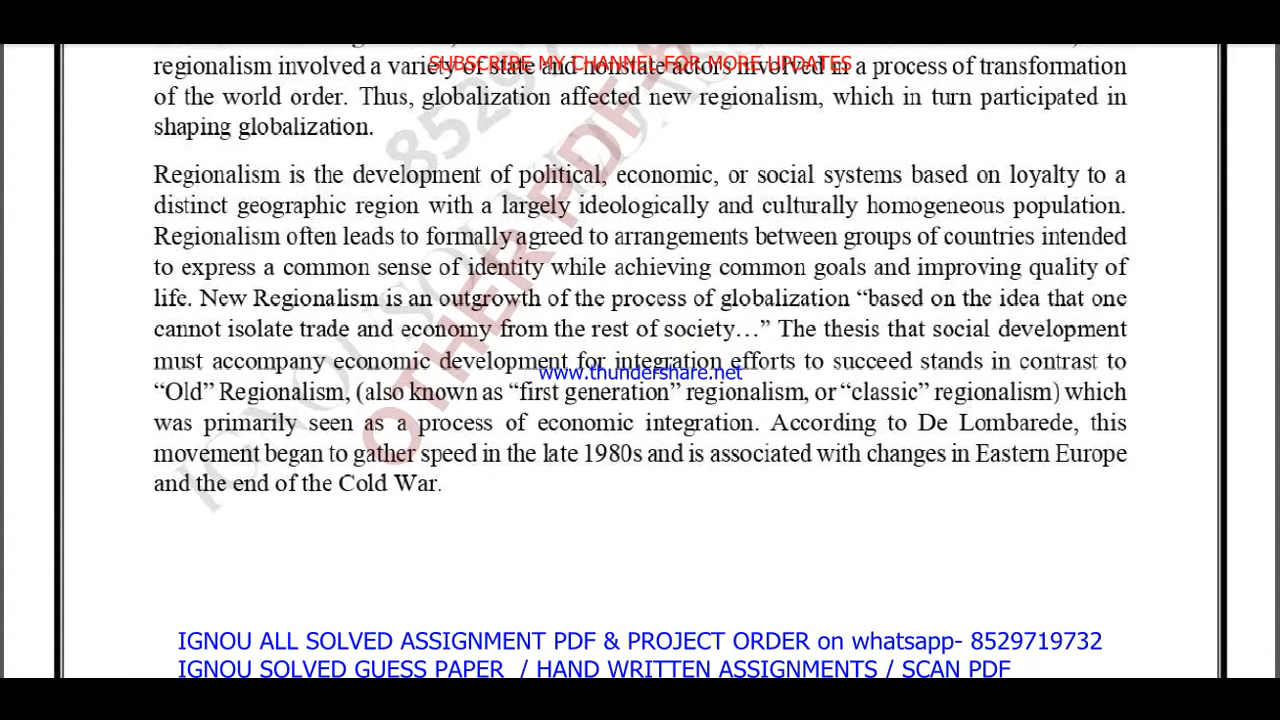 SUBSCRIBE MY CHANNEL FOR MORE UPDATES
regionalism involved a variety of state and nonstate actors involved in a process of transformation
of the world order. Thus, globalization affected new regionalism, which in turn participated in
shaping globalization.
Regionalism is the development of political, economic, or social systems based on loyalty to a
distinct geographic region with a largely ideologically and culturally homogeneous population.
Regionalism often leads to formally agreed to arrangements between groups of countries intended
to express a common sense of identity while achieving common goals and improving quality of
life. New Regionalism is an outgrowth of the process of globalization “based on the idea that one
cannot isolate trade and economy from the rest of society…” The thesis that social development
must accompany economic development for integration efforts to succeed stands in contrast to
www.thundershare.net
“Old” Regionalism, (also known as “first generation” regionalism, or “classic” regionalism) which
was primarily seen as a process of economic integration. According to De Lombarede, this
movement began to gather speed in the late 1980s and is associated with changes in Eastern Europe
and the end of the Cold War.
8529
OTHER PDF
IGNOU
IGNOU ALL SOLVED ASSIGNMENT PDF & PROJECT ORDER on whatsapp- 8529719732
IGNOU SOLVED GUESS PAPER / HAND WRITTEN ASSIGNMENTS / SCAN PDF